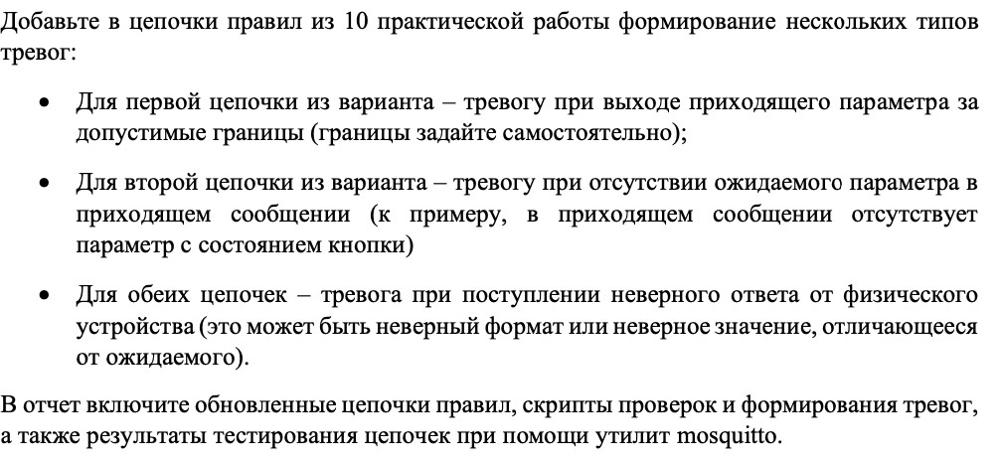 Добавьте в цепочки правил из 10 практической работы формирование нескольких типов
тревог:
• Для первой цепочки из варианта – тревогу при выходе приходящего параметра за
допустимые границы (границы задайте самостоятельно);
• Для второй цепочки из варианта – тревогу при отсутствии ожидаемого параметра в
приходящем сообщении (к примеру, в приходящем сообщении отсутствует
параметр с состоянием кнопки)
• Для обеих цепочек – тревога при поступлении неверного ответа от физического
устройства (это может быть неверный формат или неверное значение, отличающееся
от ожидаемого).
В отчет включите обновленные цепочки правил, скрипты проверок и формирования тревог,
а также результаты тестирования цепочек при помощи утилит mosquitto.